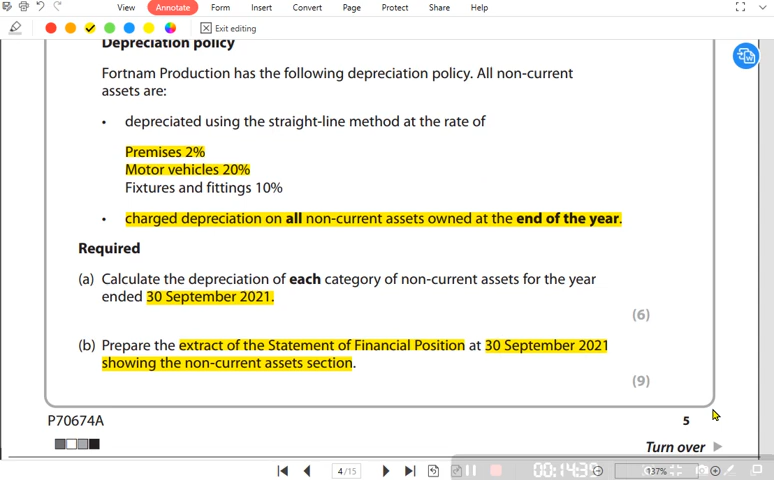 View Annotate Form Insert Convert Page Protect Share Help
Exit editing
Depreciation policy
Fortnam Production has the following depreciation policy. All non-current
assets are:
• depreciated using the straight-line method at the rate of
Premises 2%
Motor vehicles 20%
Fixtures and fittings 10%
• charged depreciation on all non-current assets owned at the end of the year.
Required
(a) Calculate the depreciation of each category of non-current assets for the year
ended 30 September 2021.
(6)
(b) Prepare the extract of the Statement of Financial Position at 30 September 2021
showing the non-current assets section.
(9)
P70674A 5
Turn over
4/15 00:14:39 137%